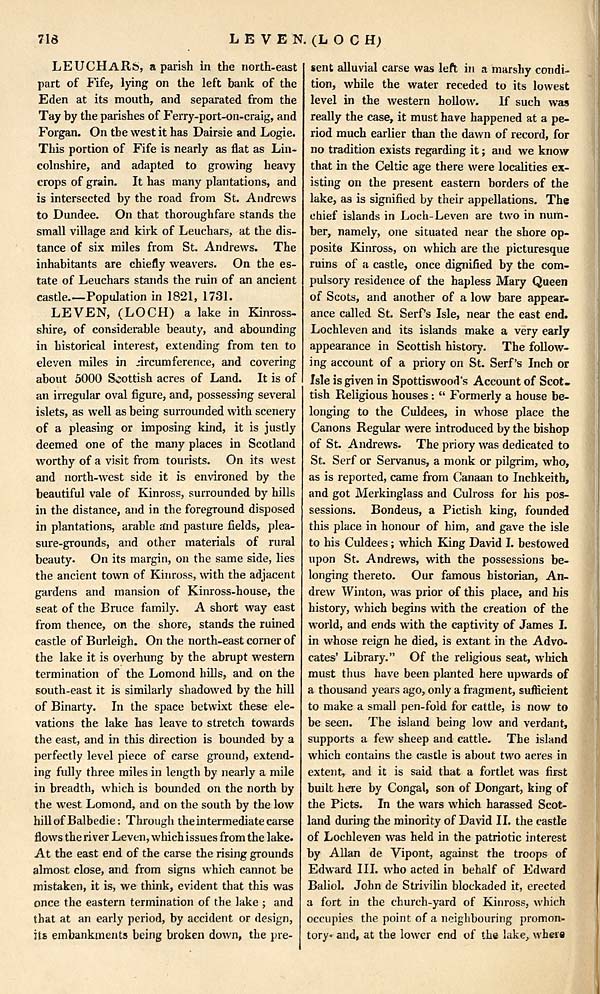 718
LEVEN. (LOCH)
LEUCHARS, a parish in the north-east
part of Fife, lying on the left bank of the
Eden at its mouth, and separated from the
Tay by the parishes of Ferry-port-on-craig, and
Forgan. On the west it has Dairsie and Logie.
This portion of Fife is nearly as flat as Lin-
colnshire, and adapted to growing heavy
crops of grain. It has many plantations, and
is intersected by the road from St. Andrews
to Dundee. On that thoroughfare stands the
small village and kirk of Leuchars, at the dis-
tance of six miles from St. Andrews. The
inhabitants are chiefly weavers. On the es-
tate of Leuchars stands the ruin of an ancient
castle.—Population in 1821, 1731.
LEVEN, (LOCH) a lake in Kinross-
shire, of considerable beauty, and abounding
in historical interest, extending from ten to
eleven miles in circumference, and covering
about 5000 Scottish acres of Land. It is of
an irregular oval figure, and, possessing several
islets, as well as being surrounded with scenery
of a pleasing or imposing kind, it is justly
deemed one of the many places in Scotland
worthy of a visit from tourists. On its west
and north-west side it is environed by the
beautiful vale of Kinross, surrounded by hills
in the distance, and in the foreground disposed
in plantations, arable and pasture fields, plea-
sure-grounds, and other materials of rural
beauty. On its margin, on the same side, lies
the ancient town of Kinross, with the adjacent
gardens and mansion of Kinross-house, the
seat of the Bruce family. A short way east
from thence, on the shore, stands the ruined
castle of Burleigh. On the north-east corner of
the lake it is overhung by the abrupt western
termination of the Lomond hills, and on the
south-east it is similarly shadowed by the hill
of Binarty. In the space betwixt these ele-
vations the lake has leave to stretch towards
the east, and in this direction is bounded by a
perfectly level piece of carse ground, extend-
ing fully three miles in length by nearly a mile
in breadth, which is bounded on the north by
the west Lomond, and on the south by the low
hill of Balbedie: Through the intermediate carse
flows the river Leven, which issues from the lake.
At the east end of the carse the rising grounds
almost close, and from signs which cannot be
mistaken, it is, we think, evident that this was
once the eastern termination of the lake; and
that at an early period, by accident or design,
its embankments being broken down, the pre-
sent alluvial carse was left in a marshy condi-
tion, while the water receded to its lowest
level in the western hollow. If such was
really the case, it must have happened at a pe-
riod much earlier than the dawn of record, for
no tradition exists regarding it; and we know
that in the Celtic age there were localities ex-
isting on the present eastern borders of the
lake, as is signified by their appellations. The
chief islands in Loch-Leven are two in num-
ber, namely, one situated near the shore op-
posite Kinross, on which are the picturesque
ruins of a castle, once dignified by the com-
pulsory residence of the hapless Mary Queen
of Scots, and another of a low bare appear-
ance called St. Serf's Isle, near the east end.
Lochleven and its islands make a very early
appearance in Scottish history. The follow-
ing account of a priory on St. Serf's Inch or
Isle is given in Spottiswood's Account of Scot-
tish Religious houses: “ Formerly a house be-
longing to the Culdees, in whose place the
Canons Regular were introduced by the bishop
of St. Andrews. The priory was dedicated to
St. Serf or Servanus, a monk or pilgrim, who,
as is reported, came from Canaan to Inchkeith,
and got Merkinglass and Culross for his pos-
sessions. Bondeus, a Pictish king, founded
this place in honour of him, and gave the isle
to his Culdees; which King David I. bestowed
upon St. Andrews, with the possessions be-
longing thereto. Our famous historian, An-
drew Winton, was prior of this place, and his
history, which begins with the creation of the
world, and ends with the captivity of James I.
in whose reign he died, is extant in the Advo-
cates' Library.” Of the religious seat, which
must thus have been planted here upwards of
a thousand years ago, only a fragment, sufficient
to make a small pen-fold for cattle, is now to
be seen. The island being low and verdant,
supports a few sheep and cattle. The island
which contains the castle is about two acres in
extent, and it is said that a fortlet was first
built here by Congal, son of Dongart, king of
the Picts. In the wars which harassed Scot-
land during the minority of David II. the castle
of Lochleven was held in the patriotic interest
by Allan de Vipont, against the troops of
Edward III. who acted in behalf of Edward
Baliol. John de Strivilin blockaded it, erected
a fort in the church-yard of Kinross, which
occupies the point of a neighbouring promon-
tory- and, at the lower end of the lake, where